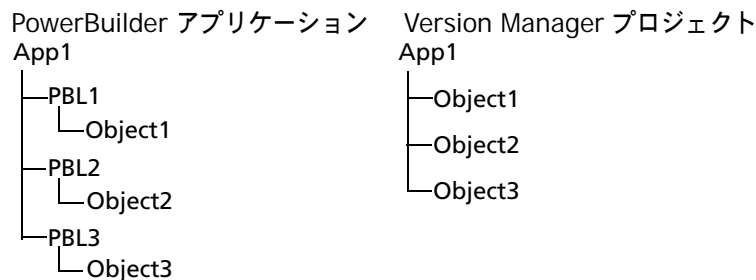 PowerBuilder アプリケーション
App1
PBL1
Object1
PBL2
Object2
PBL3
Object3
Version Manager プロジェクト
App1
Object1
Object2
Object3